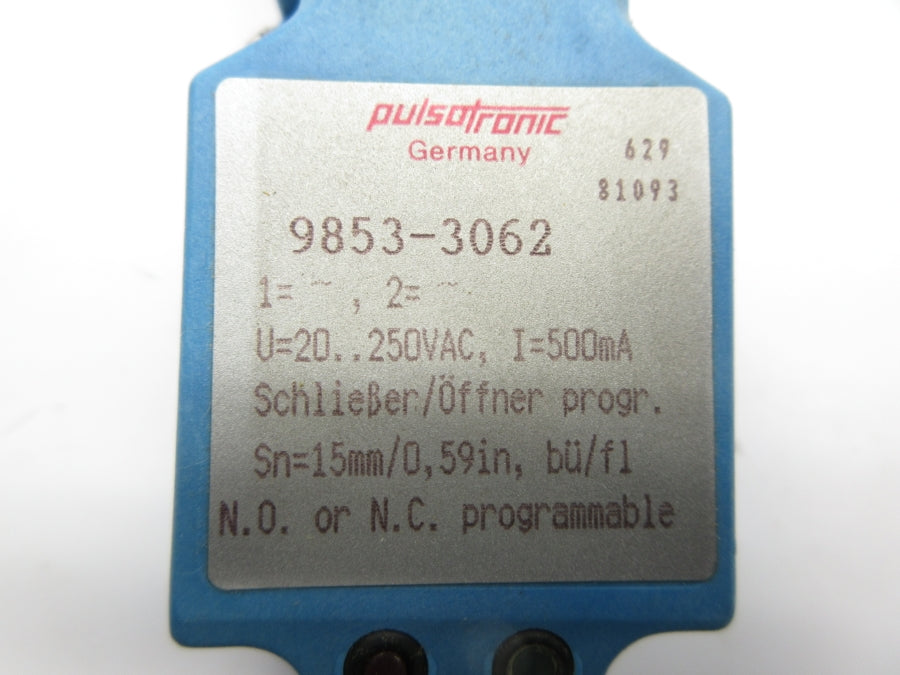 pulsotronic
Germany
629
81093
9853-3062
1= ~ , 2= ~
U=20..250VAC, I=500mA
Schließer/Öffner progr.
Sn=15mm/0,59in, bü/fl
N.O. or N.C. programmable